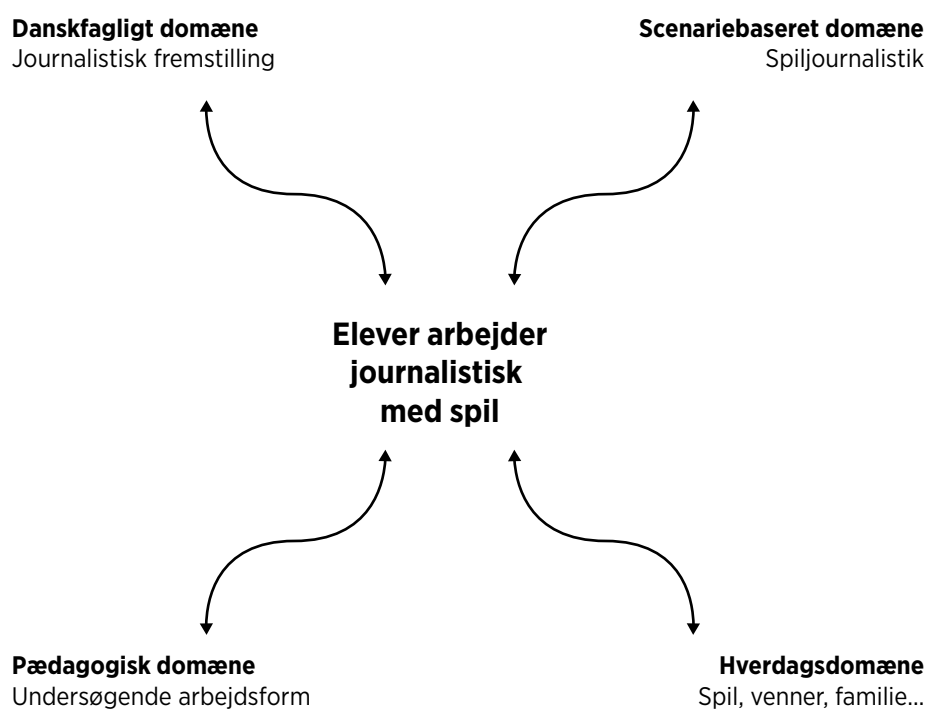 Danskfagligt domæne
Journalistisk fremstilling
Scenariebaseret domæne
Spiljournalistik
Elever arbejder
journalistisk
med spil
Pædagogisk domæne
Undersøgende arbejdsform
Hverdagsdomæne
Spil, venner, familie...